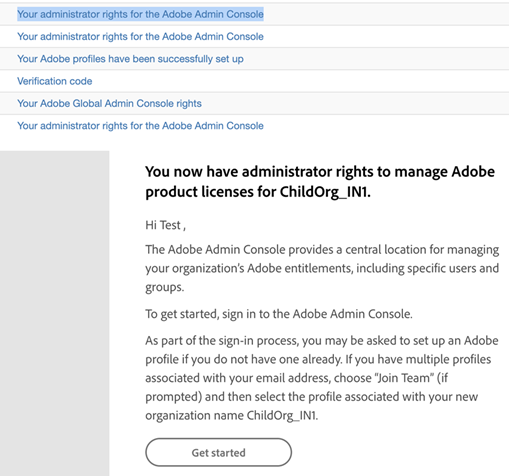 Your administrator rights for the Adobe Admin Console
Your administrator rights for the Adobe Admin Console
Your Adobe profiles have been successfully set up
Verification code
Your Adobe Global Admin Console rights
Your administrator rights for the Adobe Admin Console
You now have administrator rights to manage Adobe
product licenses for ChildOrg_IN1.
Hi Test ,
The Adobe Admin Console provides a central location for managing
your organization's Adobe entitlements, including specific users and
groups.
To get started, sign in to the Adobe Admin Console.
As part of the sign-in process, you may be asked to set up an Adobe
profile if you do not have one already. If you have multiple profiles
associated with your email address, choose “Join Team” (if
prompted) and then select the profile associated with your new
organization name ChildOrg_IN1.
Get started